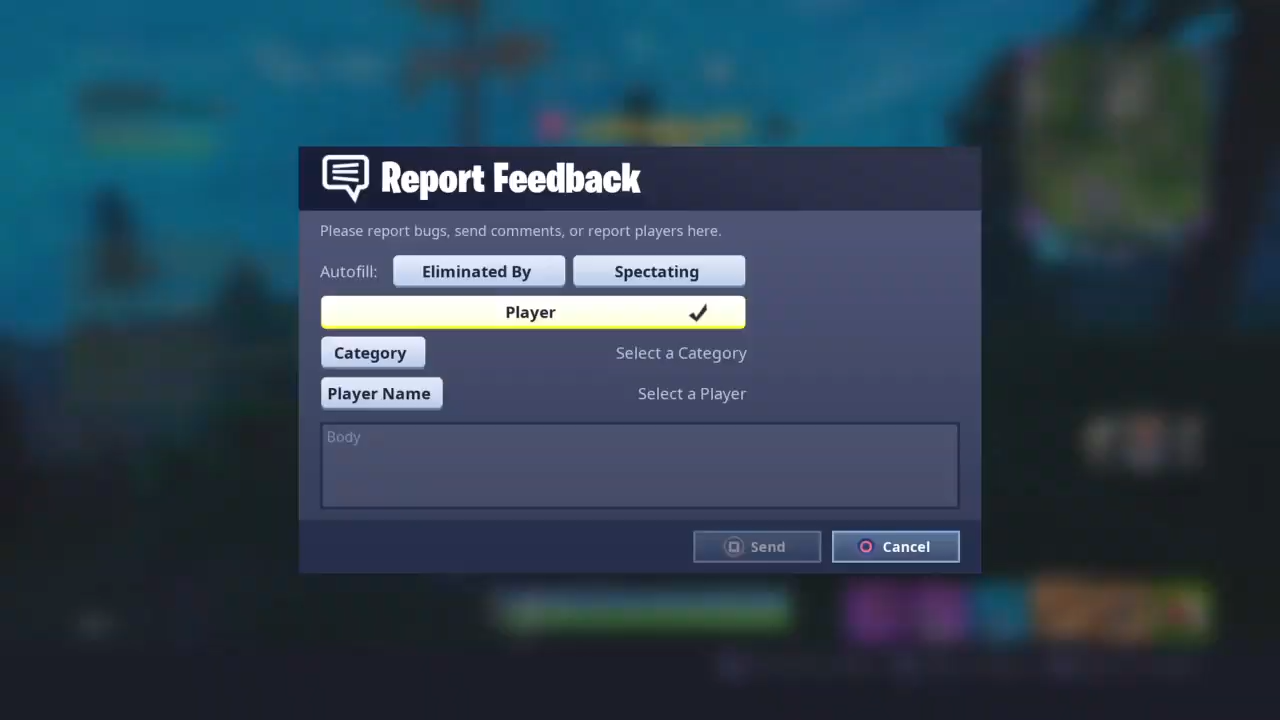 Report Feedback
Please report bugs, send comments, or report players here.
Autofill: Eliminated By Spectating
Player
Category Select a Category
Player Name Select a Player
Body
Send Cancel